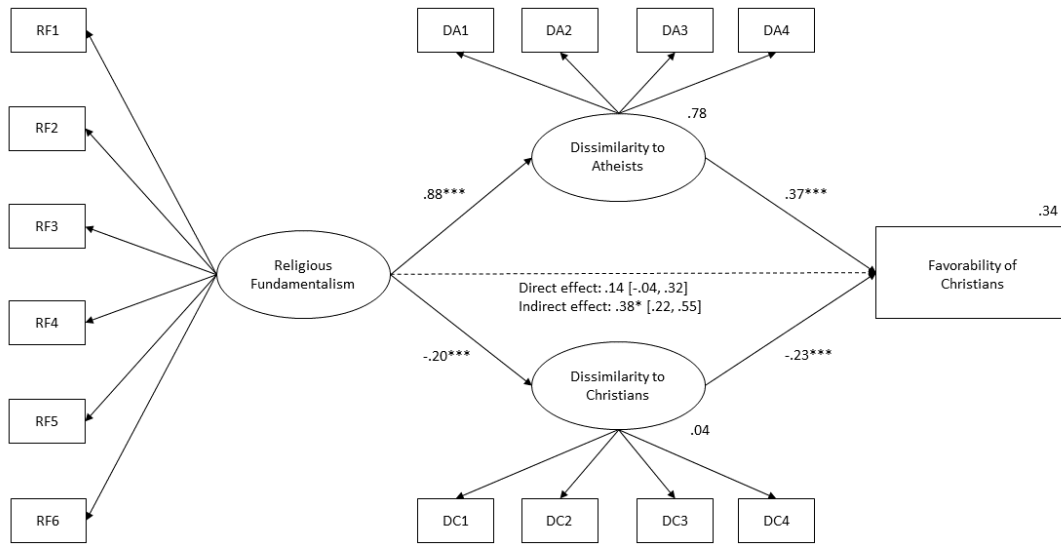 RF1
RF2
RF3
RF4
RF5
RF6
Religious
Fundamentalism
DA1
DA2
DA3
DA4
.78
Dissimilarity to
Atheists
.88***
.37***
Direct effect: .14 [-.04, .32]
Indirect effect: .38* [.22, .55]
-.20***
-.23***
Dissimilarity to
Christians
.04
DC1
DC2
DC3
DC4
.34
Favorability of
Christians